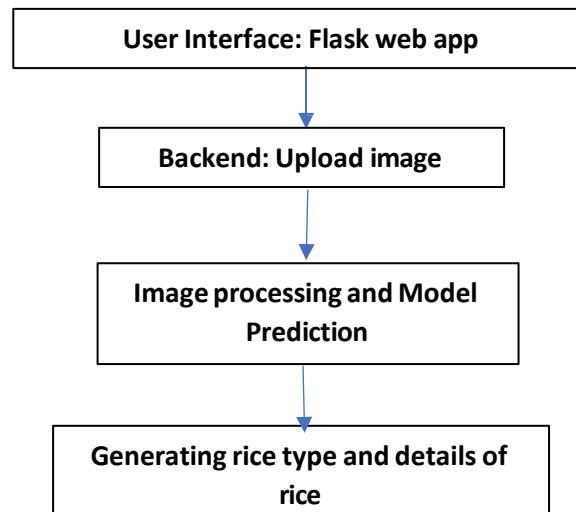 User Interface: Flask web app
Backend: Upload image
Image processing and Model
Prediction
Generating rice type and details of
rice